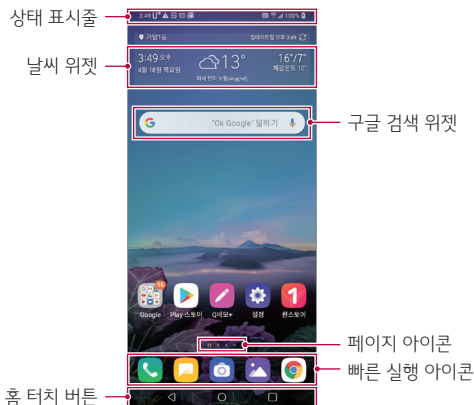 상태 표시줄
3:49
100%
가양1동
업데이트됨 오후 3:49
날씨 위젯
3:49 오후
13°
16°/7°
4월 18일 목요일
체감온도 10°
구글 검색 위젯
"Ok Google" 말하기
Google
Play 스토어
Q메모+
설정
원스토어
페이지 아이콘
빠른 실행 아이콘
홈 터치 버튼